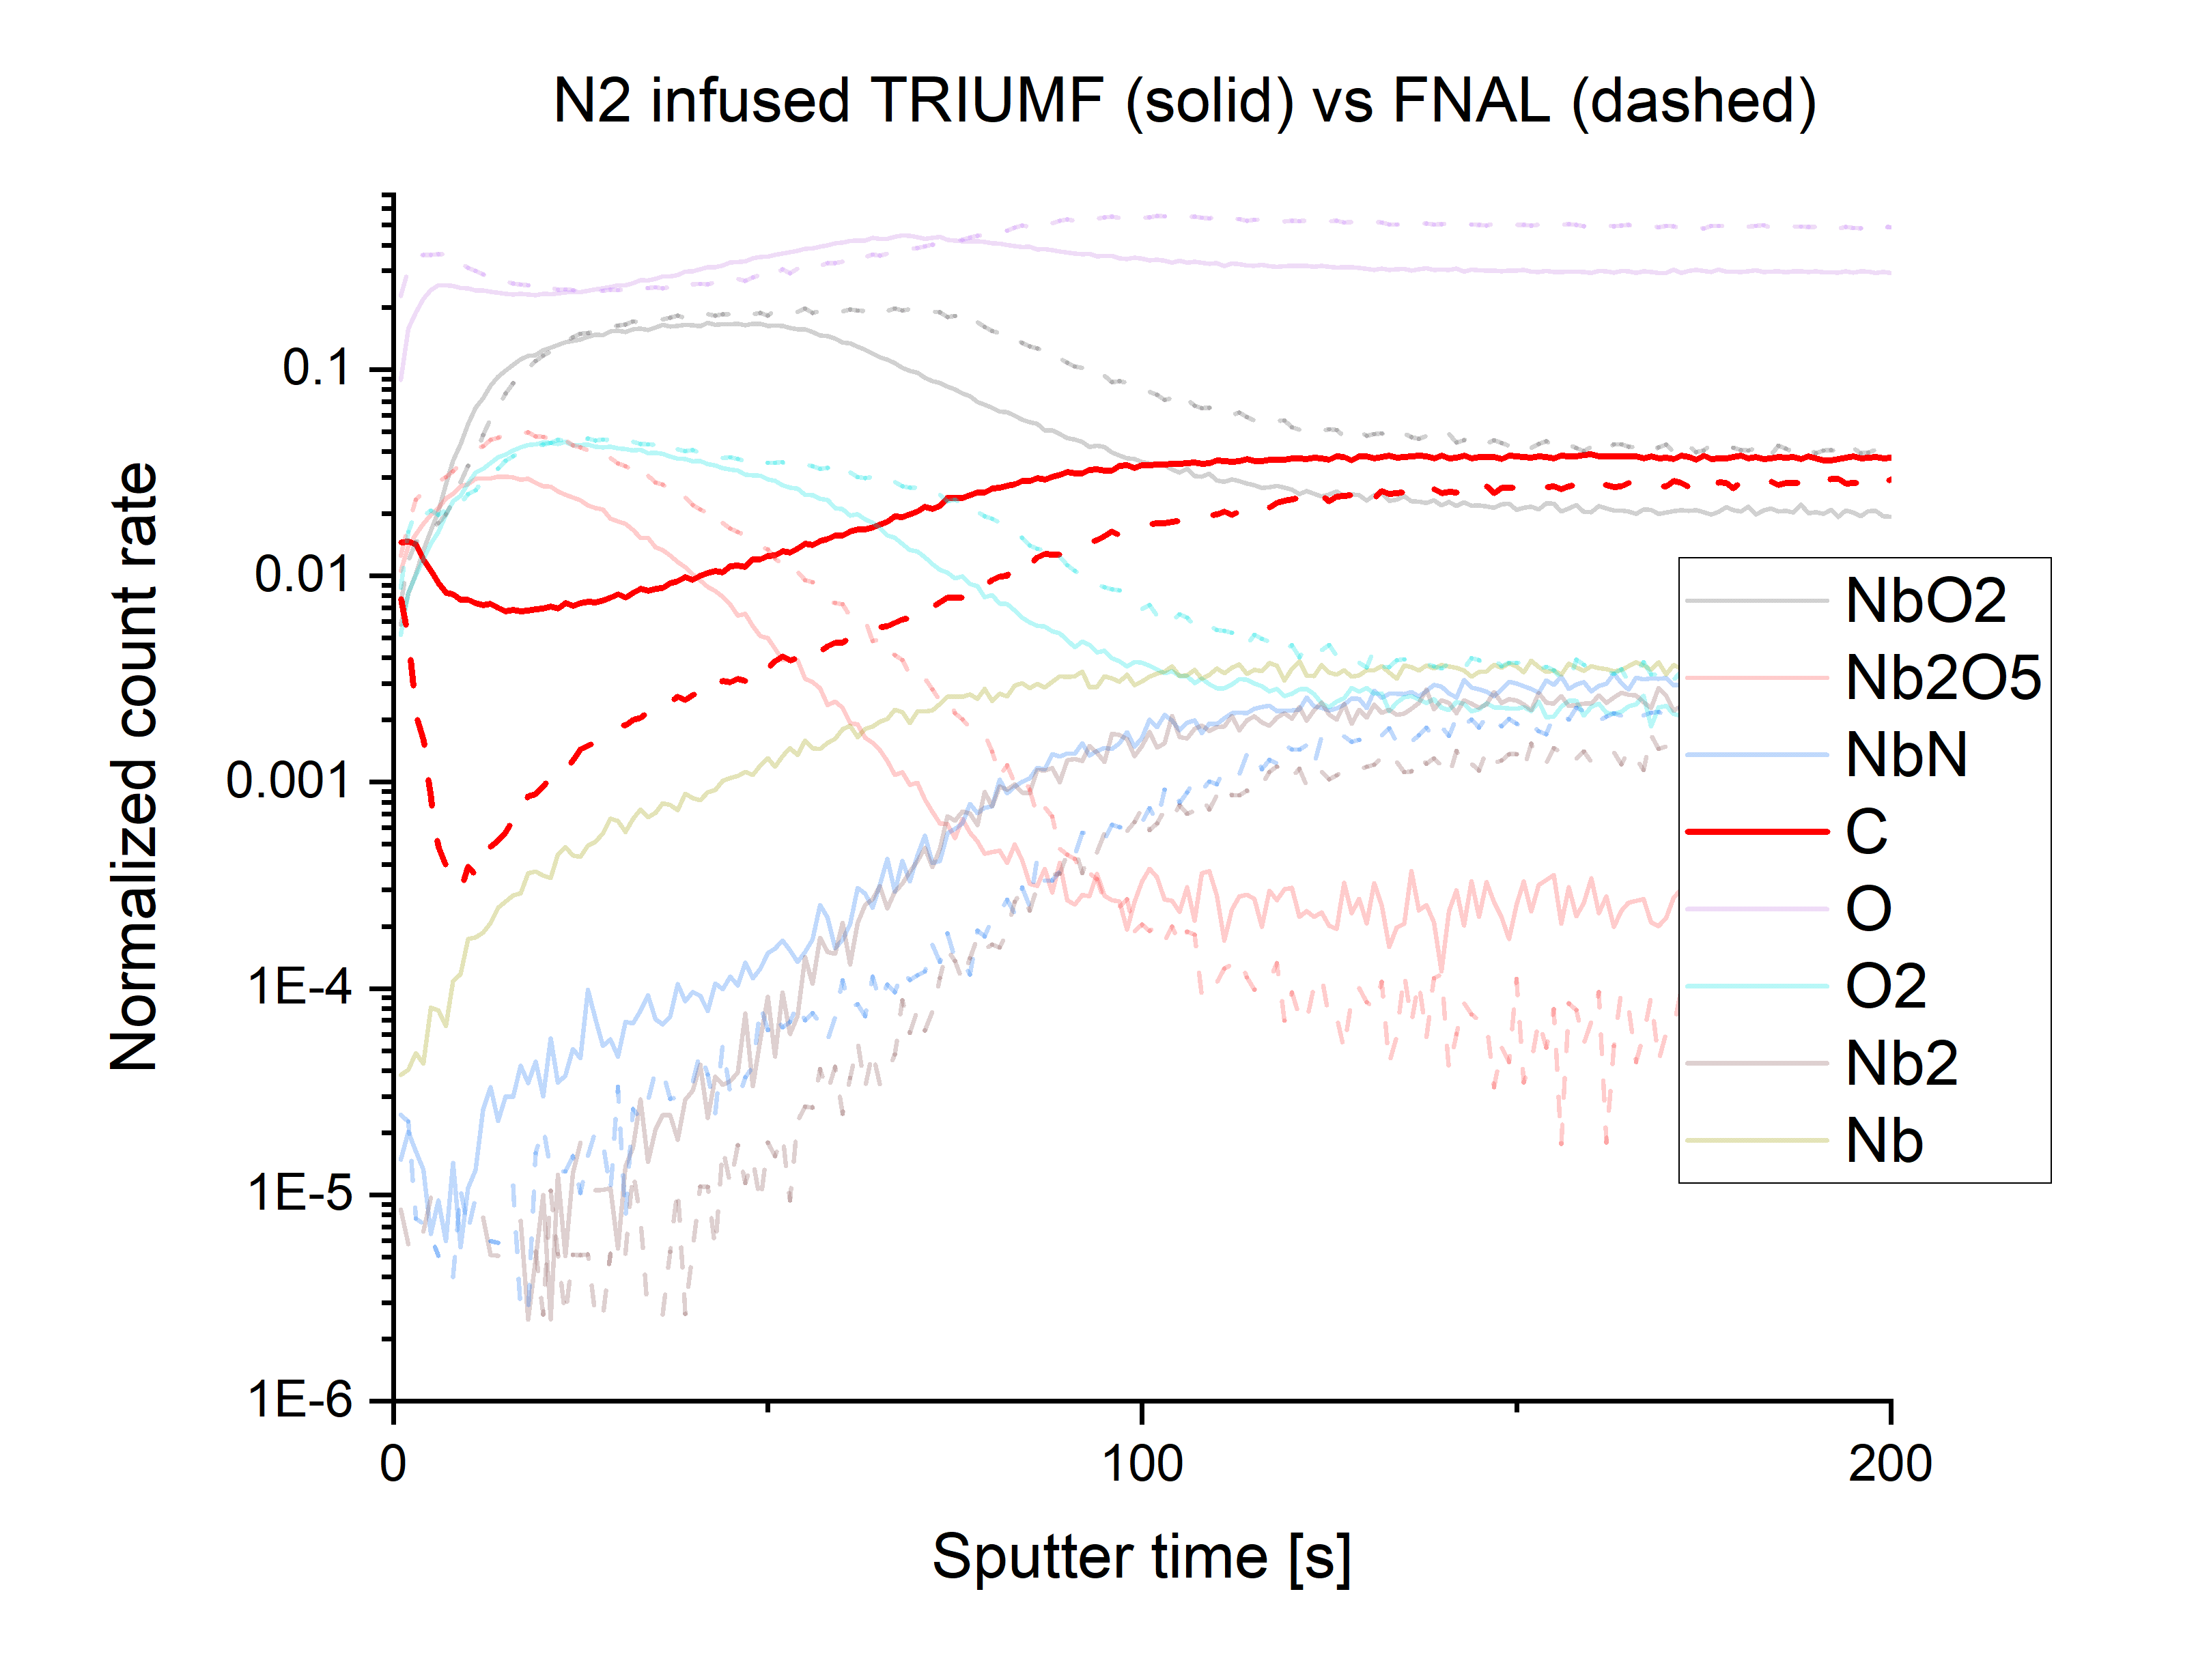 N2 infused TRIUMF (solid) vs FNAL (dashed)
Normalized count rate
0.1
0.01
0.001
1E-4
1E-5
1E-6
0
100
200
Sputter time [s]
NbO2
Nb2O5
NbN
C
O
O2
Nb2
Nb